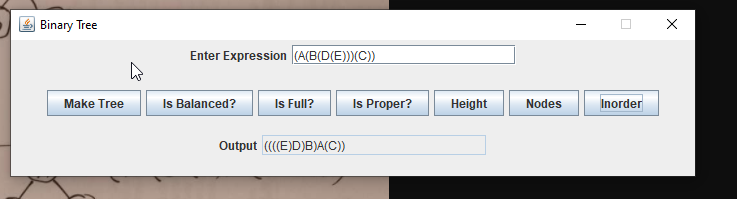 Binary Tree
Enter Expression (A(B(D(E)))(C))
Make Tree Is Balanced? Is Full? Is Proper? Height Nodes Inorder
Output ((((E)D)B)A(C))